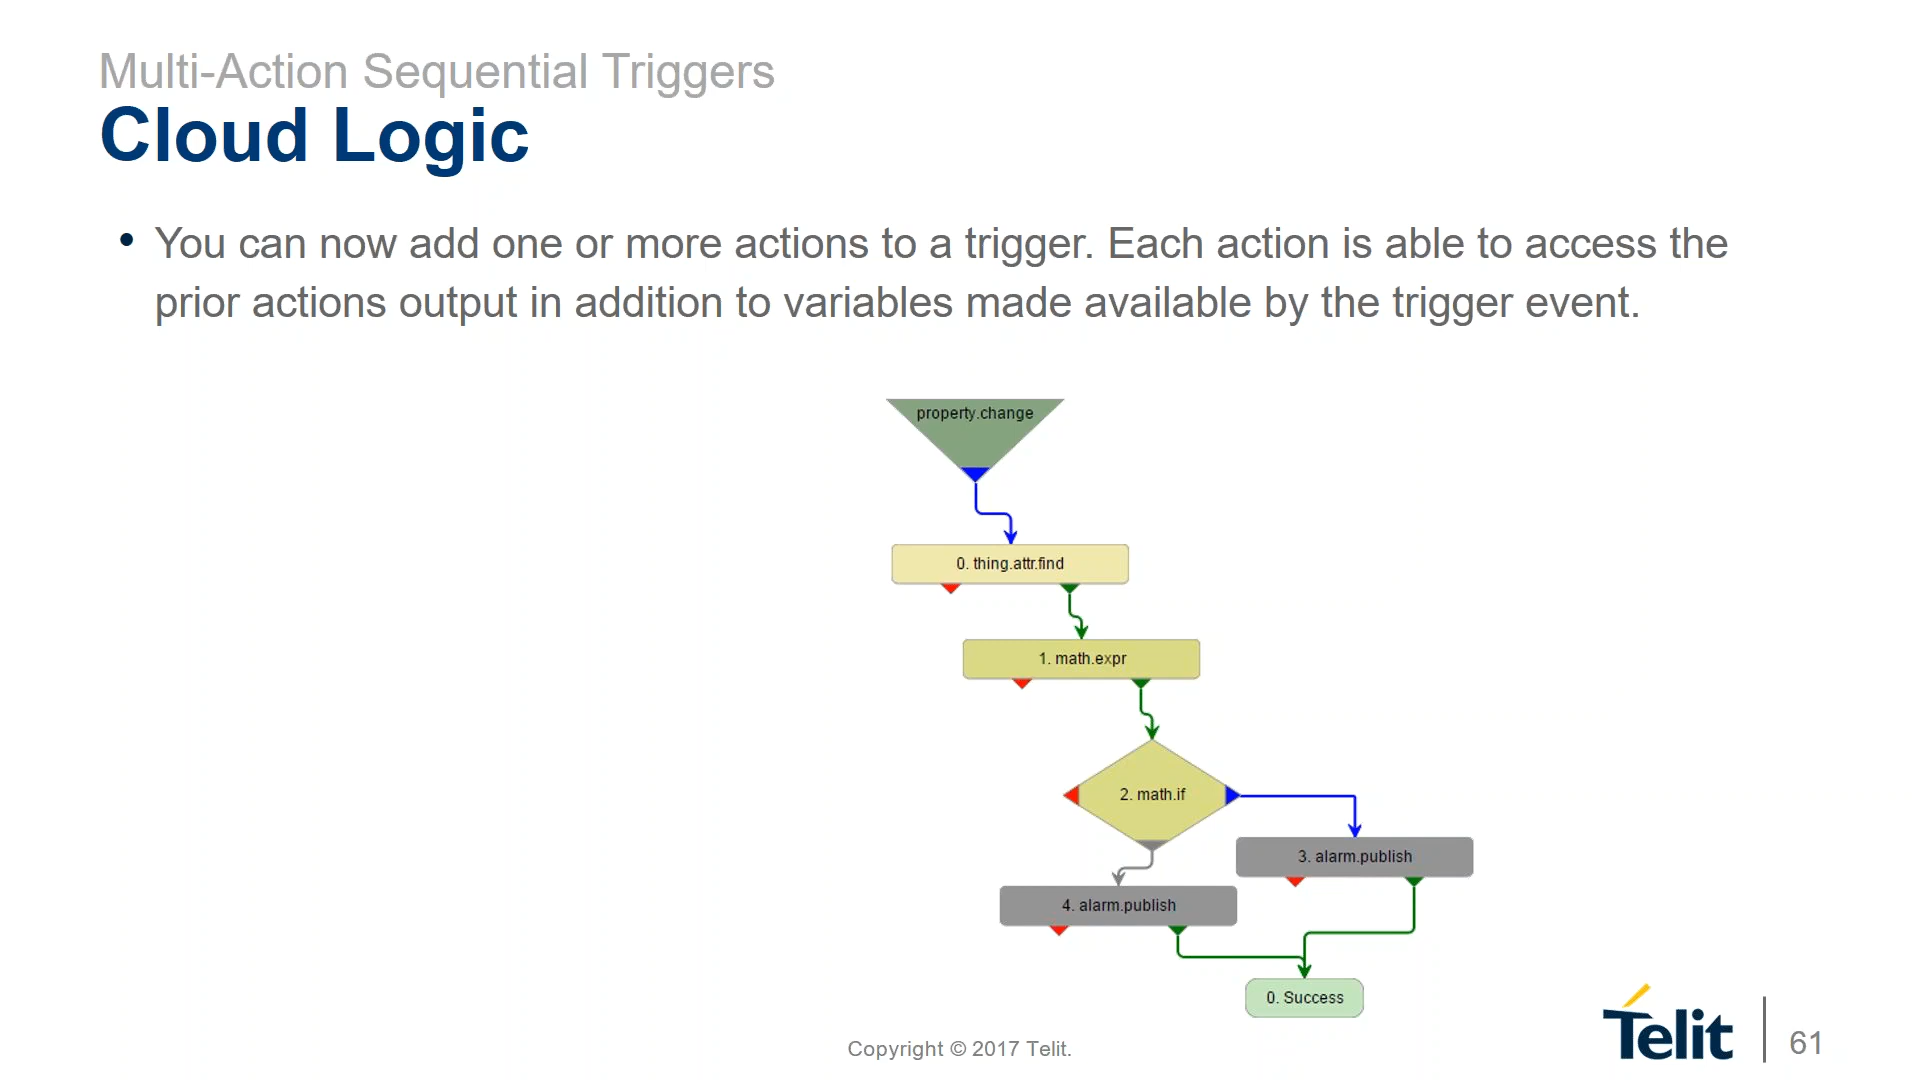 Multi-Action Sequential Triggers
Cloud Logic
• You can now add one or more actions to a trigger. Each action is able to access the
prior actions output in addition to variables made available by the trigger event.
property.change
0. thing.attr.find
1. math.expr
2. math.if
3. alarm.publish
4. alarm.publish
0. Success
Copyright © 2017 Telit.
Telit
61